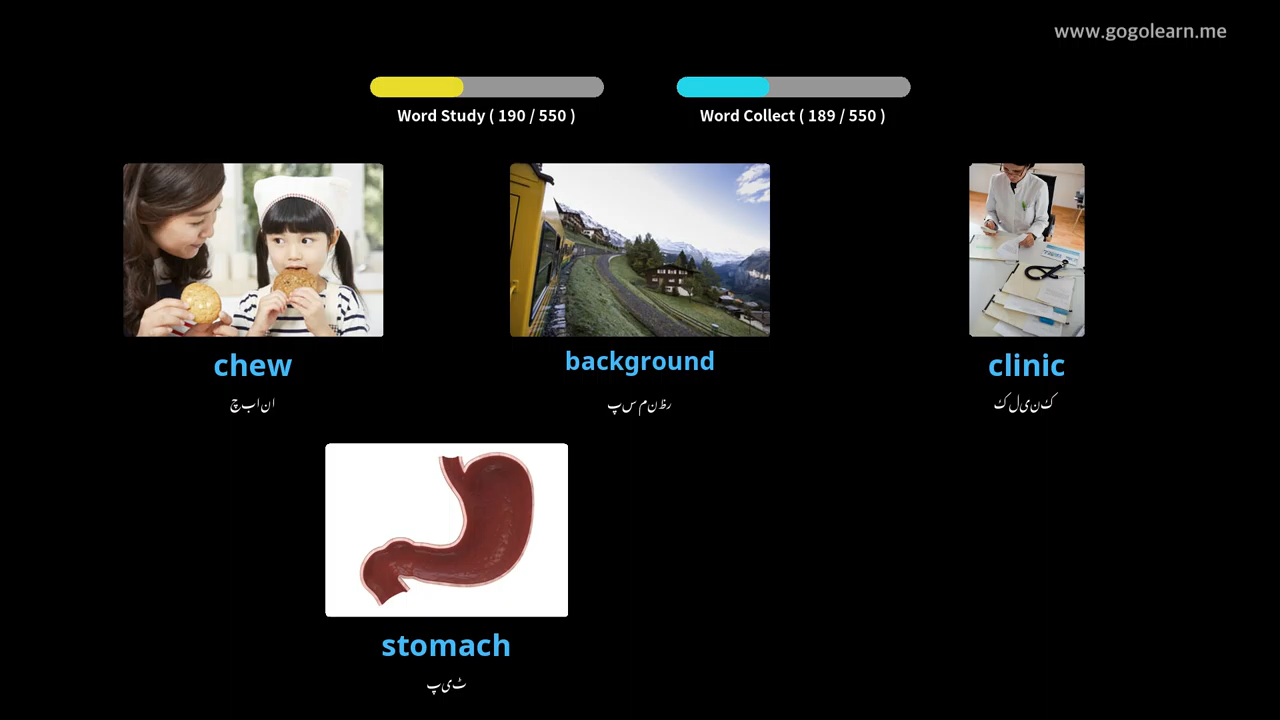 www.gogolearn.me
Word Study ( 190 / 550 )
Word Collect ( 189 / 550 )
chew
چبانا
background
پس منظر
clinic
کلینک
stomach
پیٹ